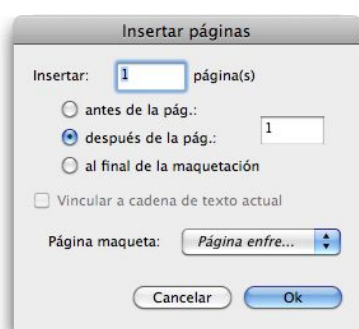 Insertar páginas
Insertar: 1 página(s)
antes de la pág.:
después de la pág.: 1
al final de la maquetación
Vincular a cadena de texto actual
Página maqueta: Página enfre...
Cancelar Ok